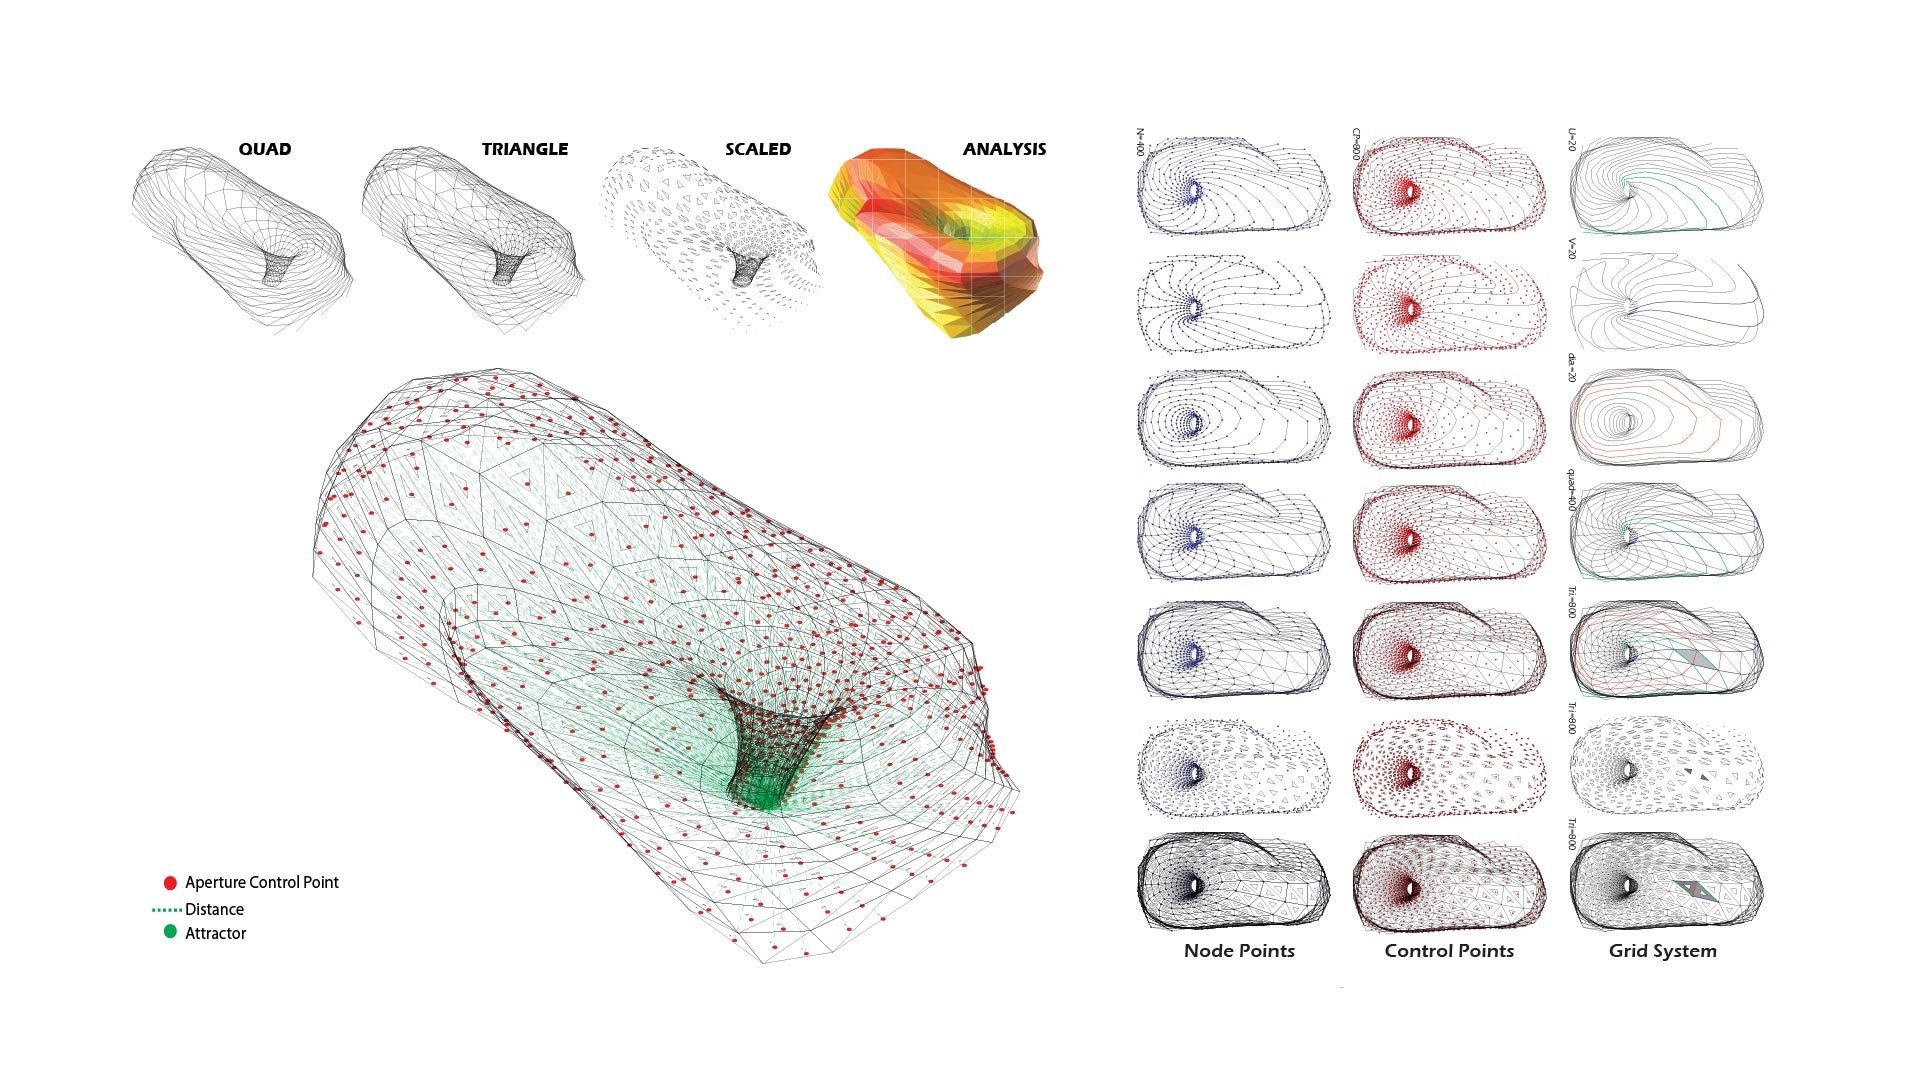 QUAD
TRIANGLE
SCALED
ANALYSIS
Aperture Control Point
Distance
Attractor
N=400
CP=800
U=20
V=20
dia.=20
quad=400
Tri=800
Tri=800
Tri=800
Node Points
Control Points
Grid System